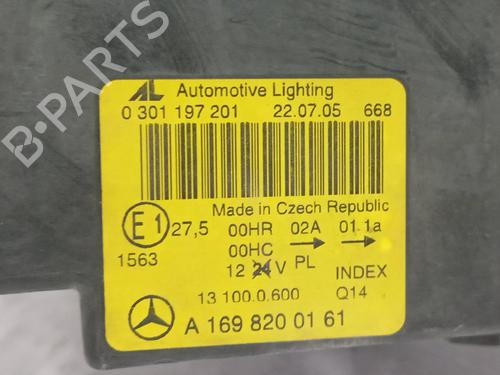 AL Automotive Lighting
0 301 197 201 22.07.05 668
Made in Czech Republic
E1 27,5 00HR 02A 01 1a
1563 00HC → →
12 24 V PL INDEX
13 100.0.600 Q14
A 169 820 01 61
B-PARTS